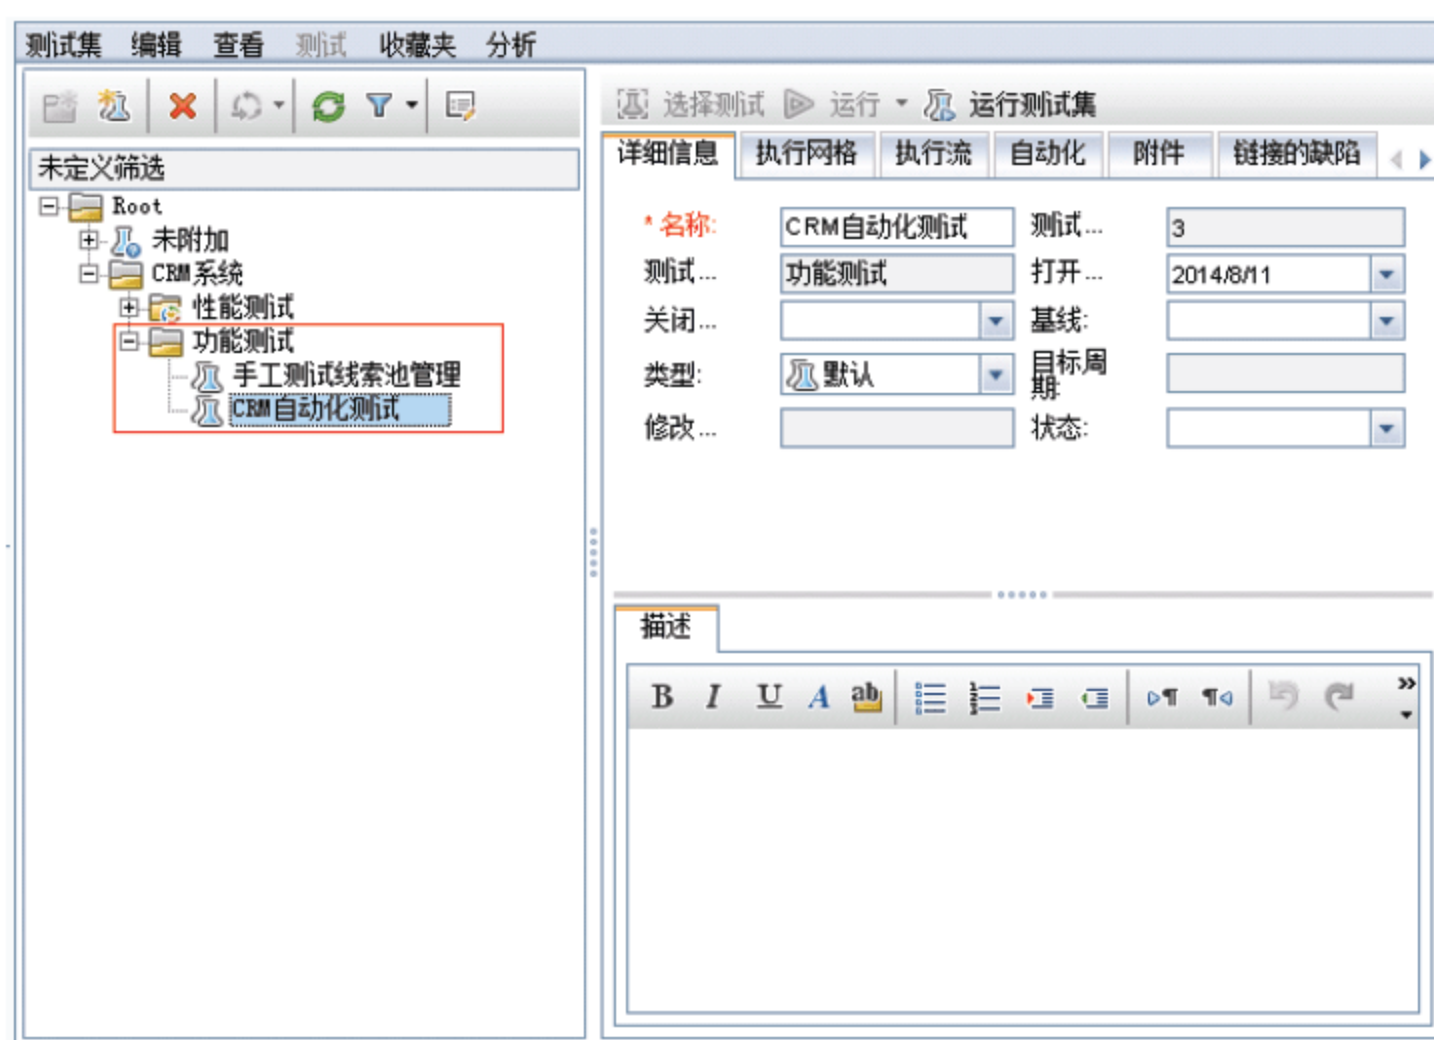 测试集 编辑 查看 测试 收藏夹 分析
选择测试 运行 运行测试集
未定义筛选
Root
未附加
CRM系统
性能测试
功能测试
手工测试线索池管理
CRM自动化测试
详细信息 执行网格 执行流 自动化 附件 链接的缺陷
* 名称: CRM自动化测试 测试... 3
测试... 功能测试 打开... 2014/8/11
关闭... 基线:
类型: 默认 目标周期:
修改... 状态:
描述
B I U A ab